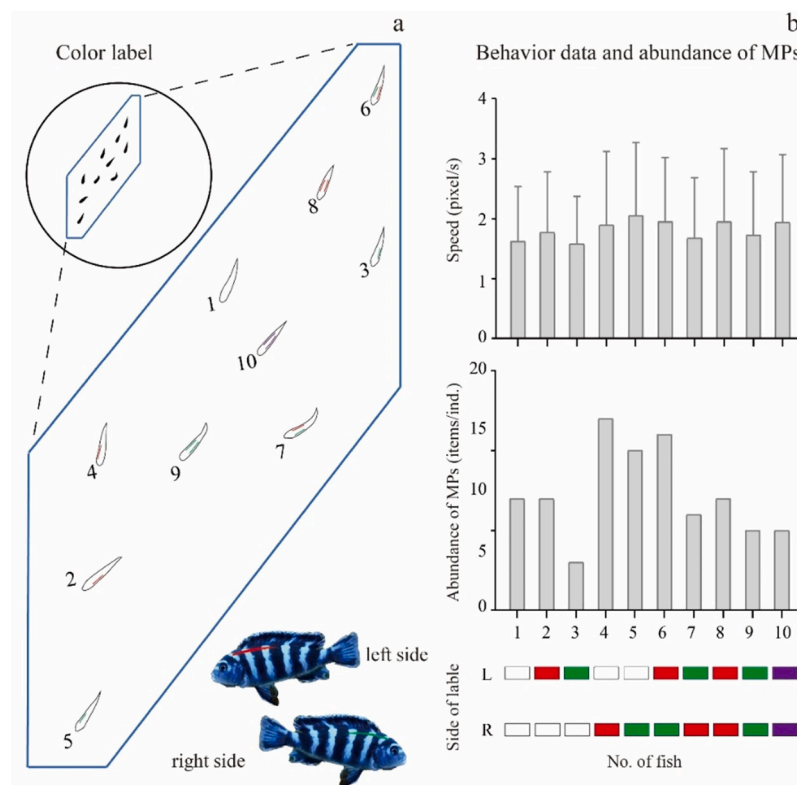 a
Color label
6
8
3
1
10
4
9
7
2
5
left side
right side
b
Behavior data and abundance of MPs
Speed (pixel/s)
4
3
2
1
0
Abundance of MPs (items/ind.)
20
15
10
5
0
1 2 3 4 5 6 7 8 9 10
Side of lable
L
R
No. of fish